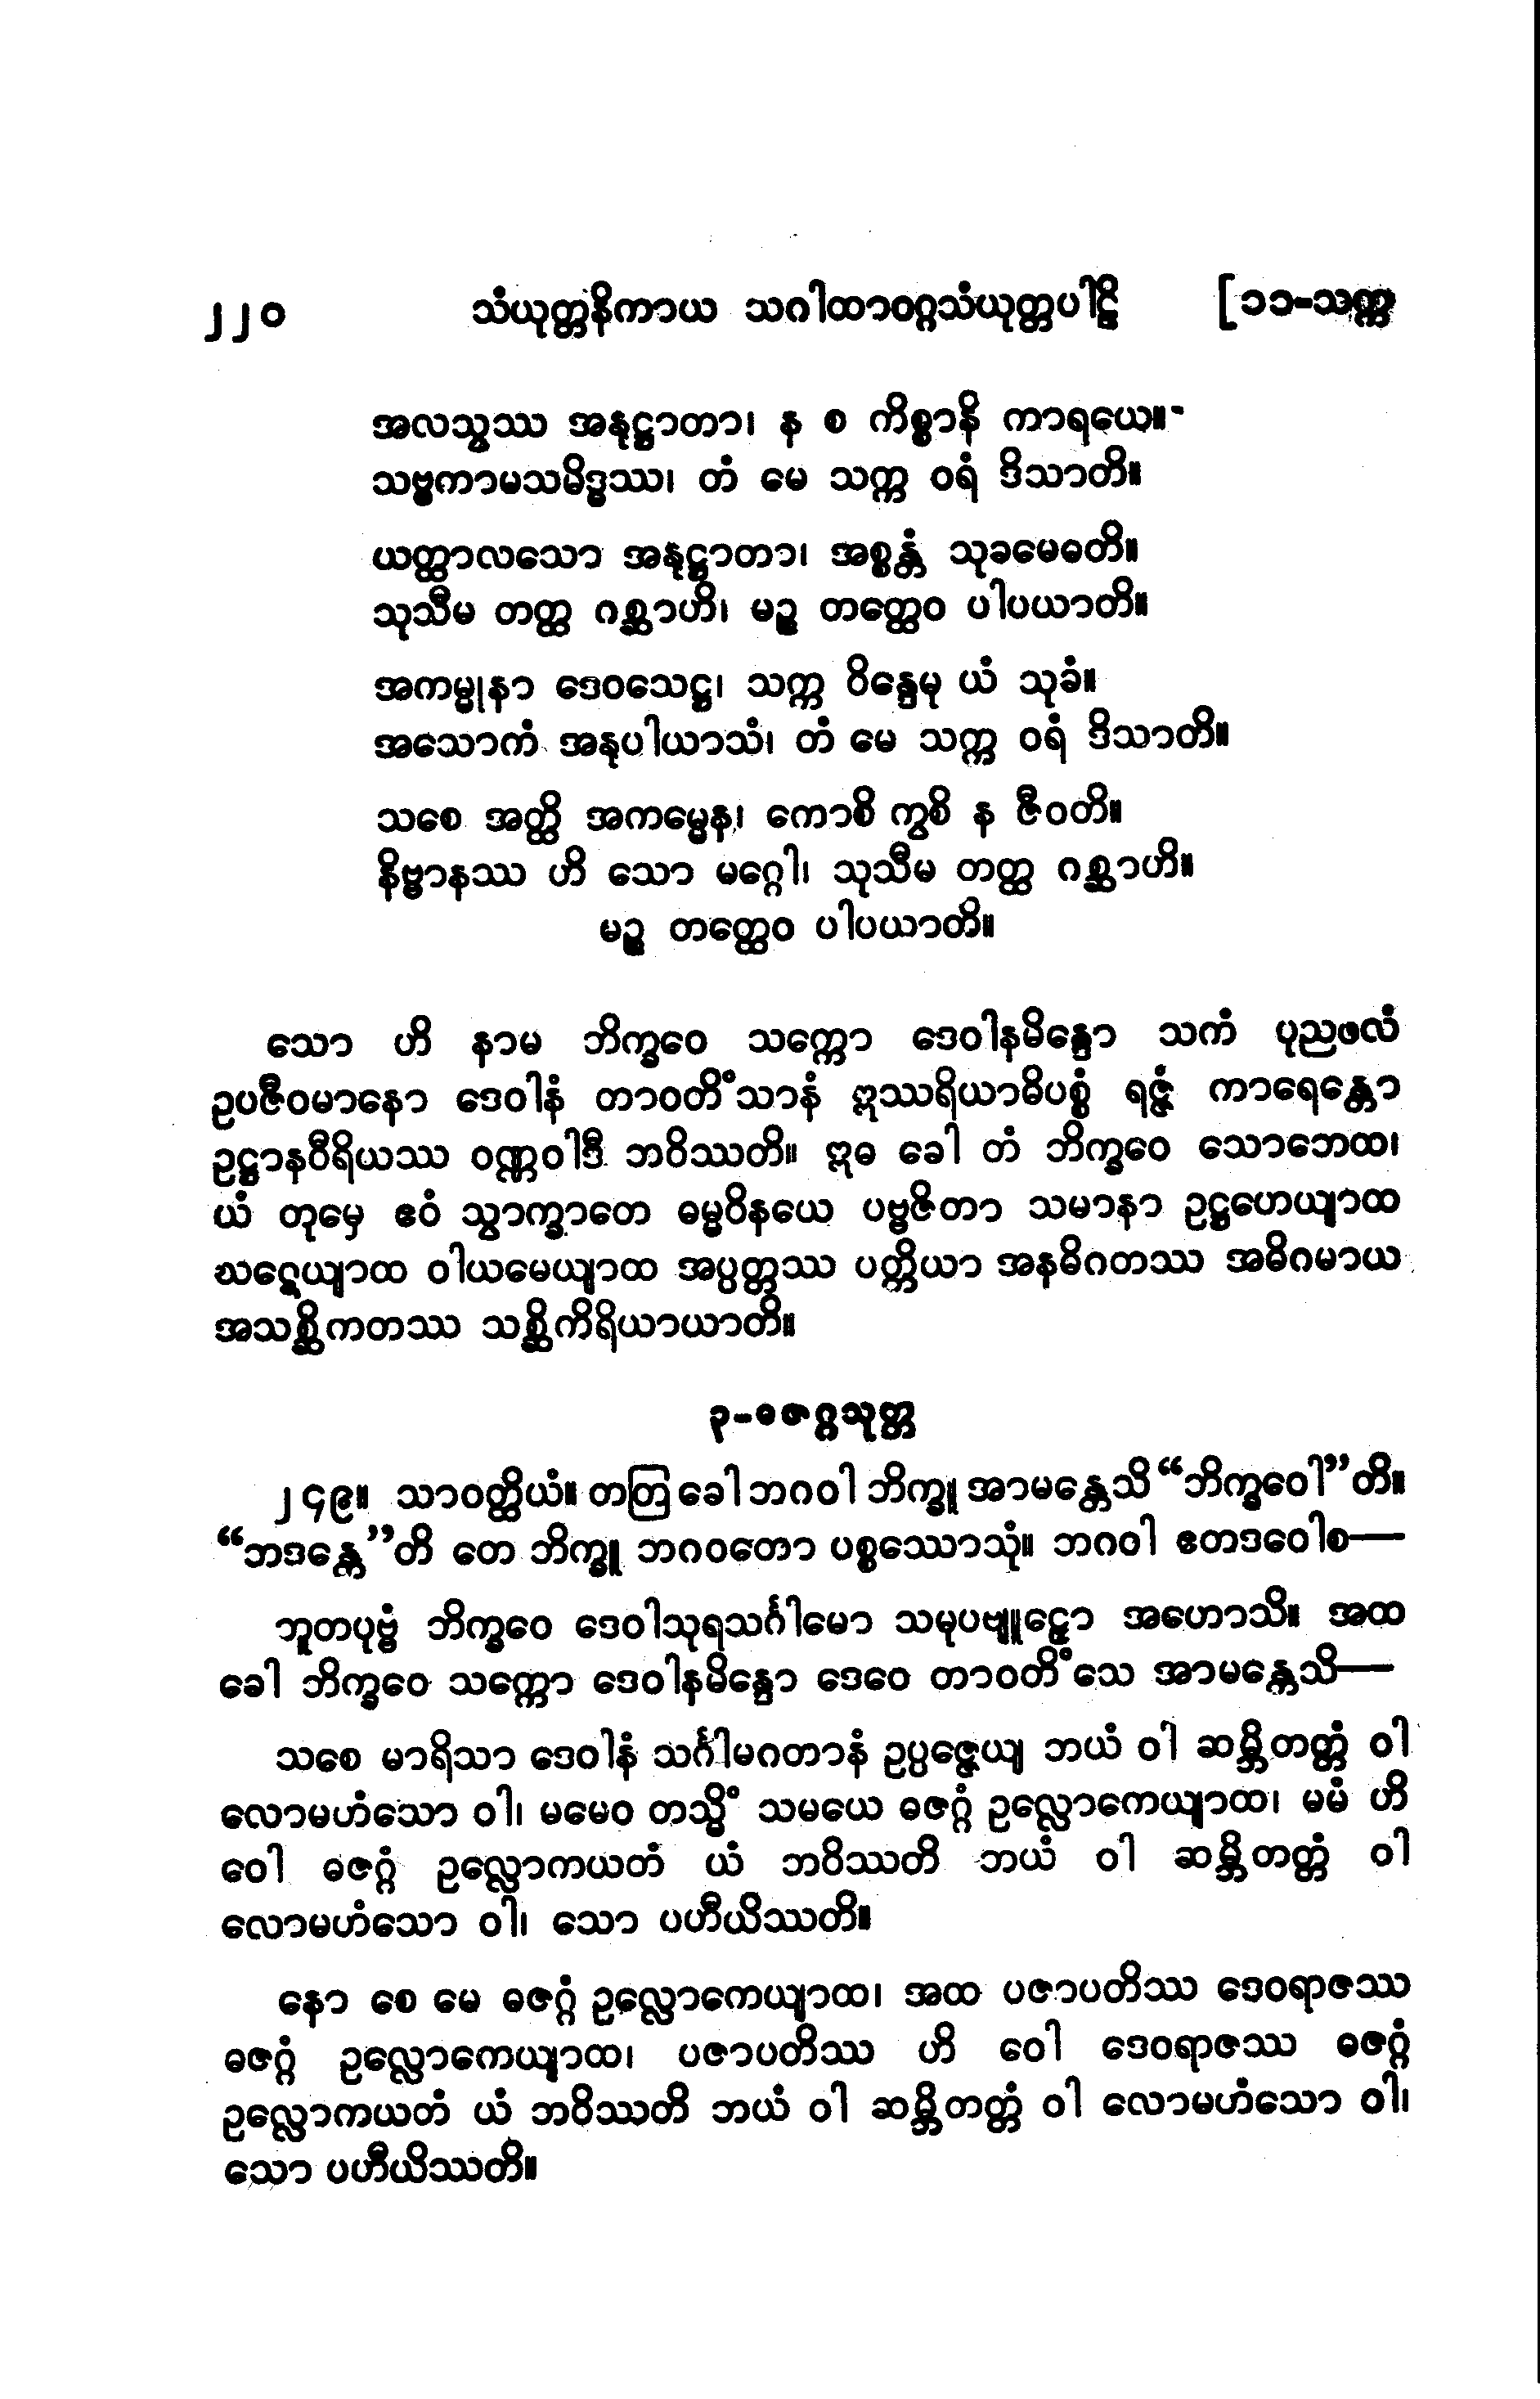 ၂၂၀ သံယုတ္တနိကာယ သဂါထာဝဂ္ဂသံယုတ္တပါဠိ [၁၁-သက္က
အလသွဿ အနုဋ္ဌာတာ၊ န စ ကိစ္စာနိ ကာရယေ။
သဗ္ဗကာမသမိဒ္ဓဿ၊ တံ မေ သက္က ဝရံ ဒိသာတိ။
ယတ္ထာလသော အနုဋ္ဌာတာ၊ အစ္စန္တံ သုခမေဓတိ။
သုသီမ တတ္ထ ဂစ္ဆာဟိ၊ မဉ္စ တတ္ထေဝ ပါပယာတိ။
အကမ္မုနာ ဒေဝသေဋ္ဌ၊ သက္က ဝိန္ဒေမု ယံ သုခံ။
အသောကံ အနုပါယာသံ၊ တံ မေ သက္က ဝရံ ဒိသာတိ။
သစေ အတ္ထိ အကမ္မေန၊ ကောစိ ကွစိ န ဇီဝတိ။
နိဗ္ဗာနဿ ဟိ သော မဂ္ဂေါ၊ သုသီမ တတ္ထ ဂစ္ဆာဟိ။
မဉ္စ တတ္ထေဝ ပါပယာတိ။
သော ဟိ နာမ ဘိက္ခဝေ သက္ကော ဒေဝါနမိန္ဒော သကံ ပုညဖလံ
ဥပဇီဝမာနော ဒေဝါနံ တာဝတိံသာနံ ဣဿရိယာဓိပစ္စံ ရဇ္ဇံ ကာရေန္တော
ဥဋ္ဌာနဝီရိယဿ ဝဏ္ဏဝါဒီ ဘဝိဿတိ။ ဣဓ ခေါ တံ ဘိက္ခဝေ သောဘေထ၊
ယံ တုမှေ ဧဝံ သွာက္ခာတေ ဓမ္မဝိနယေ ပဗ္ဗဇိတာ သမာနာ ဥဋ္ဌဟေယျာထ
ဃဋေယျာထ ဝါယမေယျာထ အပ္ပတ္တဿ ပတ္တိယာ အနဓိဂတဿ အဓိဂမာယ
အသစ္ဆိကတဿ သစ္ဆိကိရိယာယာတိ။
၃-ဓဇဂ္ဂသုတ္တ
၂၄၉။ သာဝတ္ထိယံ။ တတြ ခေါ ဘဂဝါ ဘိက္ခူ အာမန္တေသိ “ဘိက္ခဝေါ”တိ။
“ဘဒန္တေ”တိ တေ ဘိက္ခူ ဘဂဝတော ပစ္စဿောသုံ။ ဘဂဝါ ဧတဒဝေါစ—
ဘူတပုဗ္ဗံ ဘိက္ခဝေ ဒေဝါသုရသင်္ဂါမော သမုပဗျူဠှော အဟောသိ။ အထ
ခေါ ဘိက္ခဝေ သက္ကော ဒေဝါနမိန္ဒော ဒေဝေ တာဝတိံသေ အာမန္တေသိ—
သစေ မာရိသာ ဒေဝါနံ သင်္ဂါမဂတာနံ ဥပ္ပဇ္ဇေယျ ဘယံ ဝါ ဆမ္ဘိတတ္တံ ဝါ
လောမဟံသော ဝါ၊ မမေဝ တသ္မိံ သမယေ ဓဇဂ္ဂံ ဥလ္လောကေယျာထ၊ မမံ ဟိ
ဝေါ ဓဇဂ္ဂံ ဥလ္လောကယတံ ယံ ဘဝိဿတိ ဘယံ ဝါ ဆမ္ဘိတတ္တံ ဝါ
လောမဟံသော ဝါ၊ သော ပဟီယိဿတိ။
နော စေ မေ ဓဇဂ္ဂံ ဥလ္လောကေယျာထ၊ အထ ပဇာပတိဿ ဒေဝရာဇဿ
ဓဇဂ္ဂံ ဥလ္လောကေယျာထ၊ ပဇာပတိဿ ဟိ ဝေါ ဒေဝရာဇဿ ဓဇဂ္ဂံ
ဥလ္လောကယတံ ယံ ဘဝိဿတိ ဘယံ ဝါ ဆမ္ဘိတတ္တံ ဝါ လောမဟံသော ဝါ၊
သော ပဟီယိဿတိ။